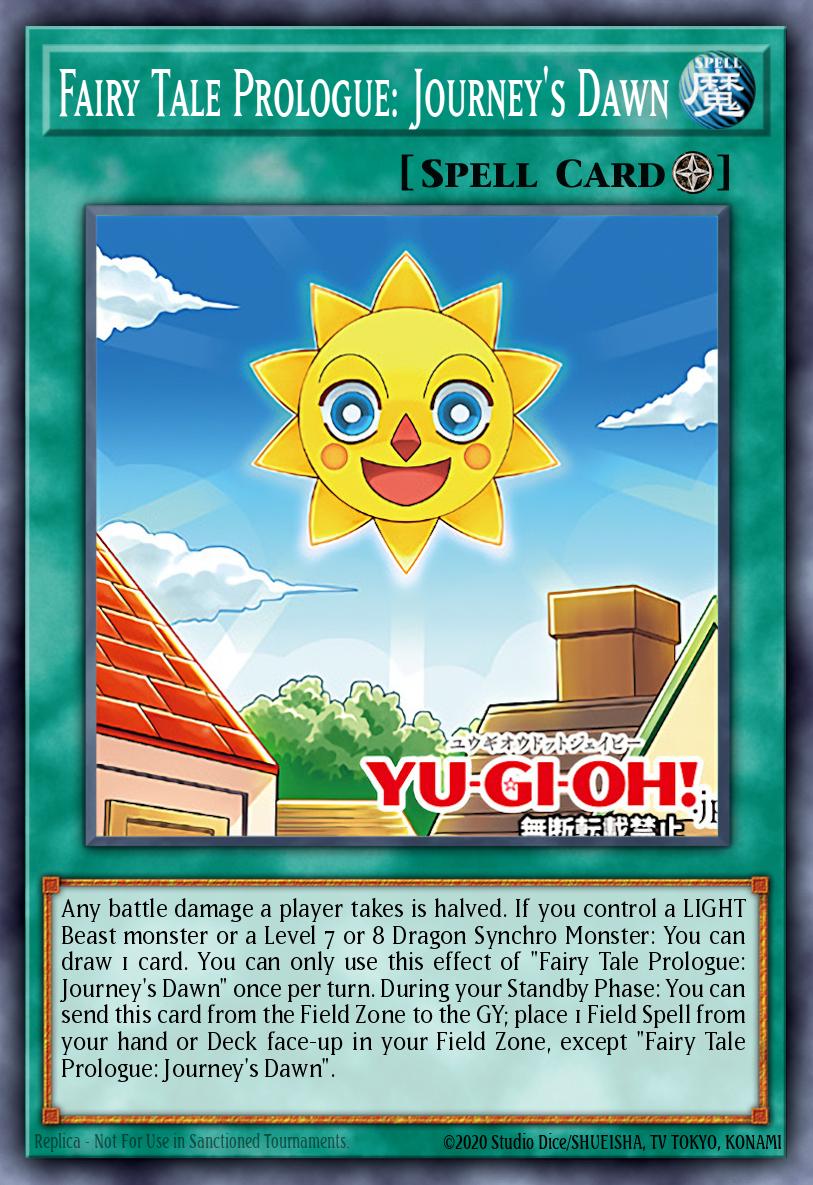 Fairy Tale Prologue: Journey's Dawn
SPELL
魔
[Spell Card]
ユウギオウドットジェイピー
YU-GI-OH!
.jp
無断転載禁止
Any battle damage a player takes is halved. If you control a LIGHT
Beast monster or a Level 7 or 8 Dragon Synchro Monster: You can
draw 1 card. You can only use this effect of "Fairy Tale Prologue:
Journey's Dawn" once per turn. During your Standby Phase: You can
send this card from the Field Zone to the GY; place 1 Field Spell from
your hand or Deck face-up in your Field Zone, except "Fairy Tale
Prologue: Journey's Dawn".
Replica - Not For Use in Sanctioned Tournaments.
©2020 Studio Dice/SHUEISHA, TV TOKYO, KONAMI